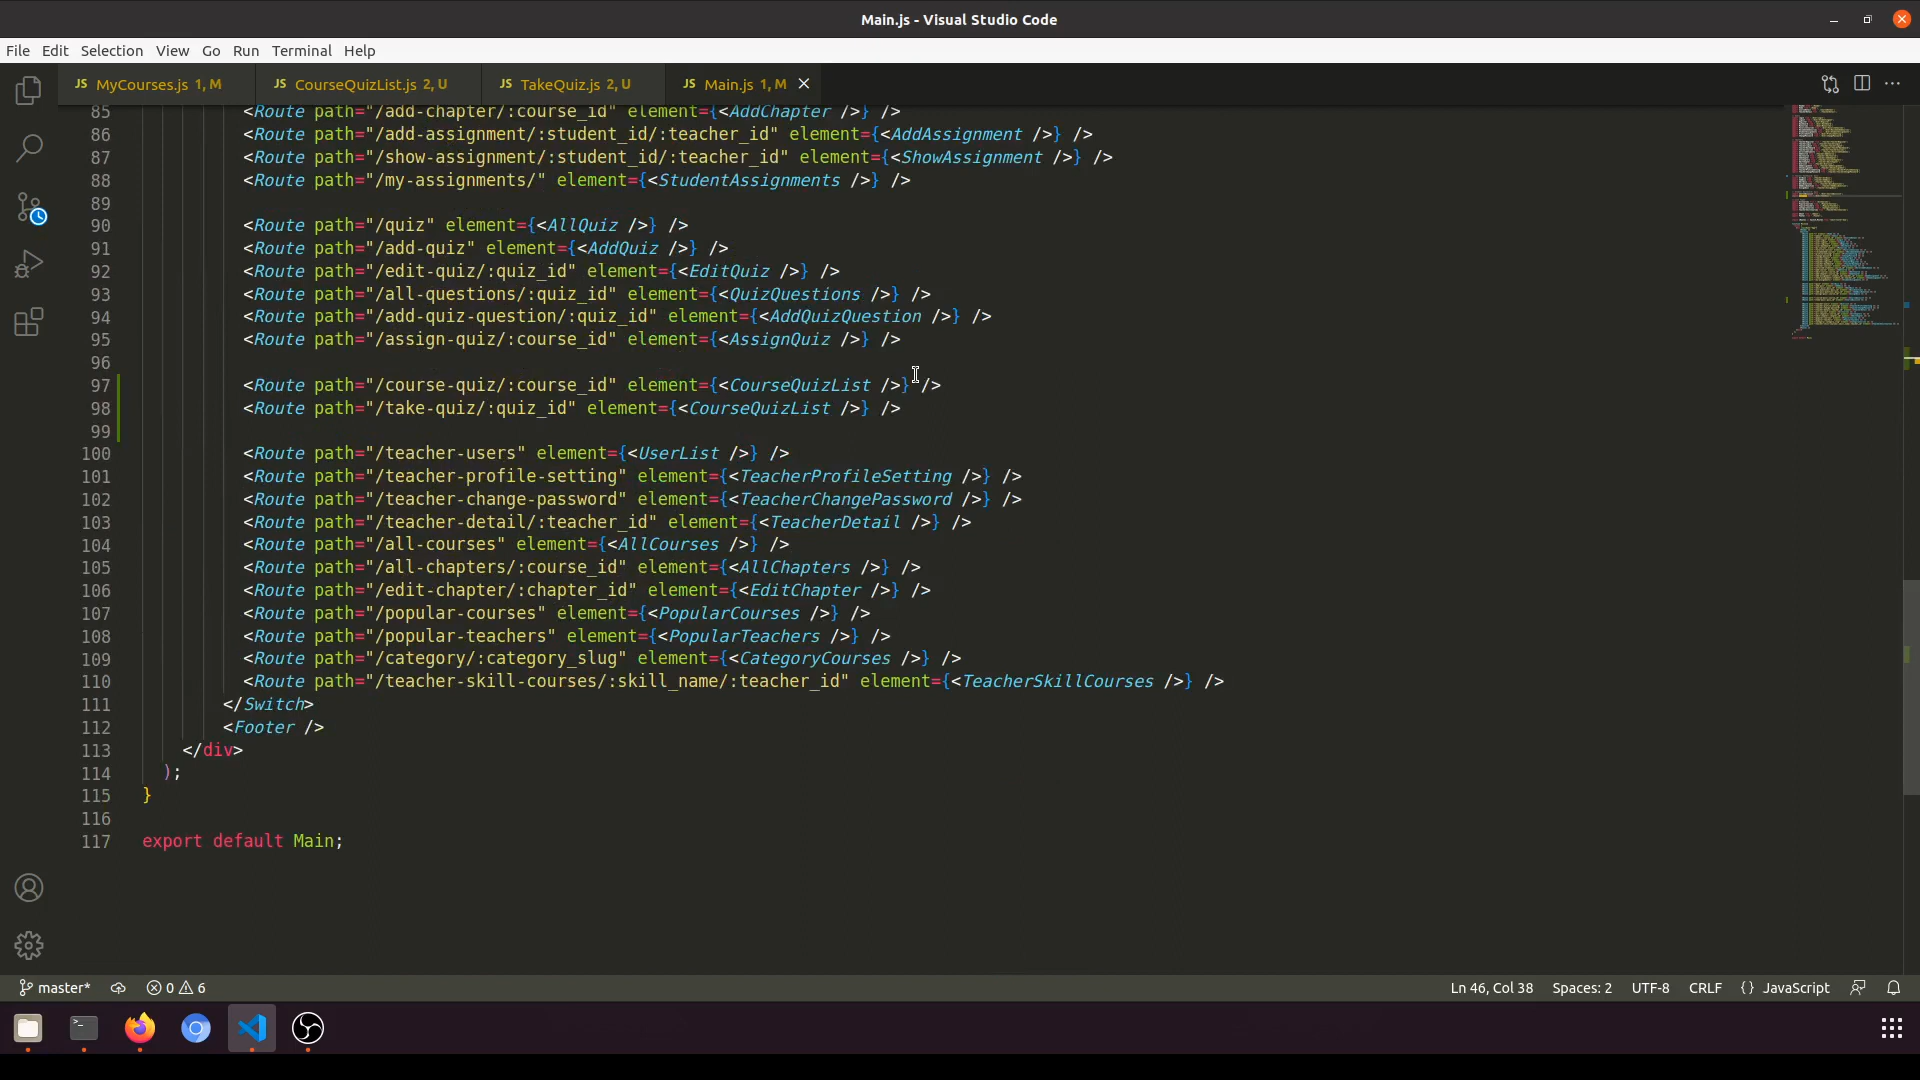 Main.js - Visual Studio Code
File Edit Selection View Go Run Terminal Help
JS MyCourses.js 1, M JS CourseQuizList.js 2, U JS TakeQuiz.js 2, U JS Main.js 1, M
85 <Route path="/add-chapter/:course_id" element={<AddChapter />} />
86 <Route path="/add-assignment/:student_id/:teacher_id" element={<AddAssignment />} />
87 <Route path="/show-assignment/:student_id/:teacher_id" element={<ShowAssignment />} />
88 <Route path="/my-assignments/" element={<StudentAssignments />} />
89
90 <Route path="/quiz" element={<AllQuiz />} />
91 <Route path="/add-quiz" element={<AddQuiz />} />
92 <Route path="/edit-quiz/:quiz_id" element={<EditQuiz />} />
93 <Route path="/all-questions/:quiz_id" element={<QuizQuestions />} />
94 <Route path="/add-quiz-question/:quiz_id" element={<AddQuizQuestion />} />
95 <Route path="/assign-quiz/:course_id" element={<AssignQuiz />} />
96
97 <Route path="/course-quiz/:course_id" element={<CourseQuizList />} />
98 <Route path="/take-quiz/:quiz_id" element={<CourseQuizList />} />
99
100 <Route path="/teacher-users" element={<UserList />} />
101 <Route path="/teacher-profile-setting" element={<TeacherProfileSetting />} />
102 <Route path="/teacher-change-password" element={<TeacherChangePassword />} />
103 <Route path="/teacher-detail/:teacher_id" element={<TeacherDetail />} />
104 <Route path="/all-courses" element={<AllCourses />} />
105 <Route path="/all-chapters/:course_id" element={<AllChapters />} />
106 <Route path="/edit-chapter/:chapter_id" element={<EditChapter />} />
107 <Route path="/popular-courses" element={<PopularCourses />} />
108 <Route path="/popular-teachers" element={<PopularTeachers />} />
109 <Route path="/category/:category_slug" element={<CategoryCourses />} />
110 <Route path="/teacher-skill-courses/:skill_name/:teacher_id" element={<TeacherSkillCourses />} />
111 </Switch>
112 <Footer />
113 </div>
114 );
115 }
116
117 export default Main;
master* 0 6 Ln 46, Col 38 Spaces: 2 UTF-8 CRLF {} JavaScript